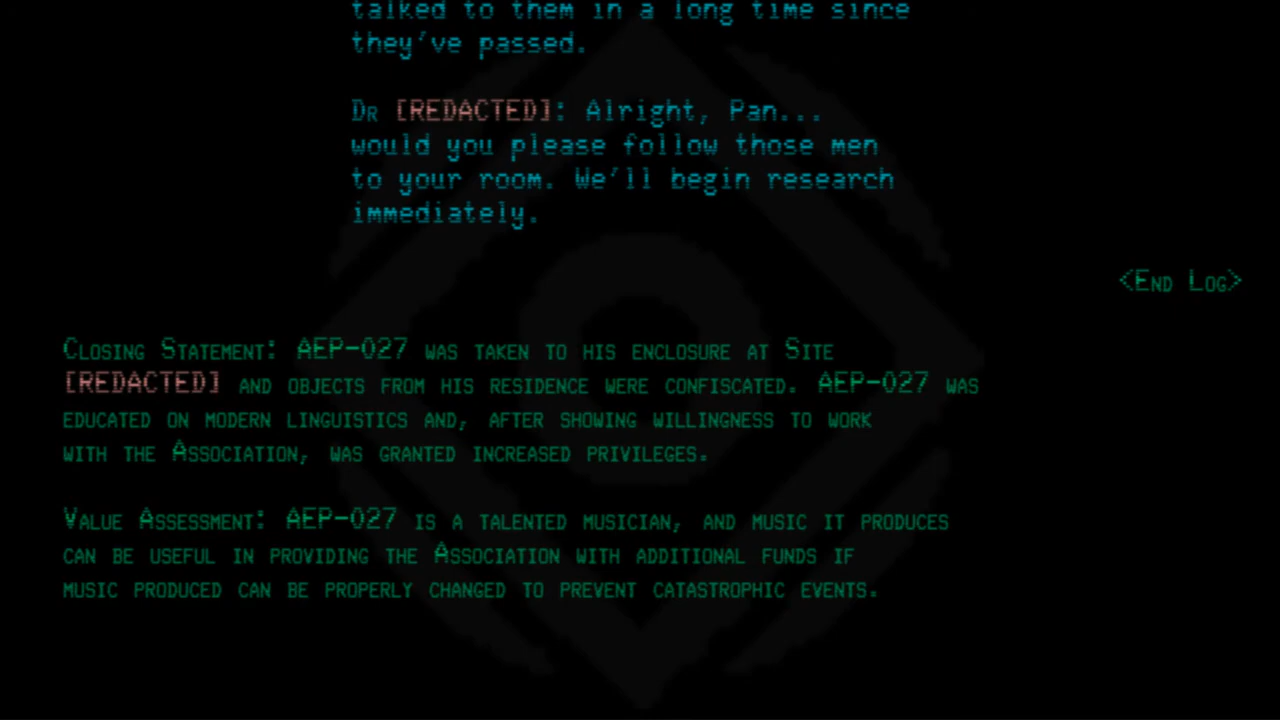 talked to them in a long time since
they've passed.
Dr [REDACTED]: Alright, Pan...
would you please follow those men
to your room. We'll begin research
immediately.
<End Log>
Closing Statement: AEP-027 was taken to his enclosure at Site
[REDACTED] and objects from his residence were confiscated. AEP-027 was
educated on modern linguistics and, after showing willingness to work
with the Association, was granted increased privileges.
Value Assessment: AEP-027 is a talented musician, and music it produces
can be useful in providing the Association with additional funds if
music produced can be properly changed to prevent catastrophic events.